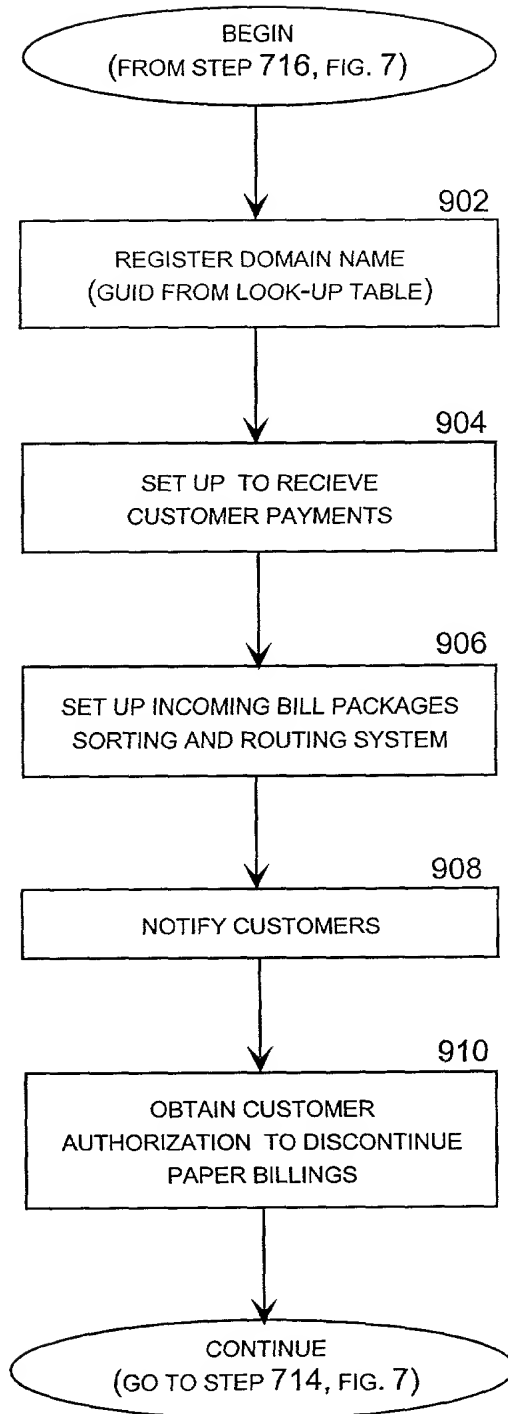 BEGIN
(FROM STEP 716, FIG. 7)
902
REGISTER DOMAIN NAME
(GUID FROM LOOK-UP TABLE)
904
SET UP TO RECIEVE
CUSTOMER PAYMENTS
906
SET UP INCOMING BILL PACKAGES
SORTING AND ROUTING SYSTEM
908
NOTIFY CUSTOMERS
910
OBTAIN CUSTOMER
AUTHORIZATION TO DISCONTINUE
PAPER BILLINGS
CONTINUE
(GO TO STEP 714, FIG. 7)